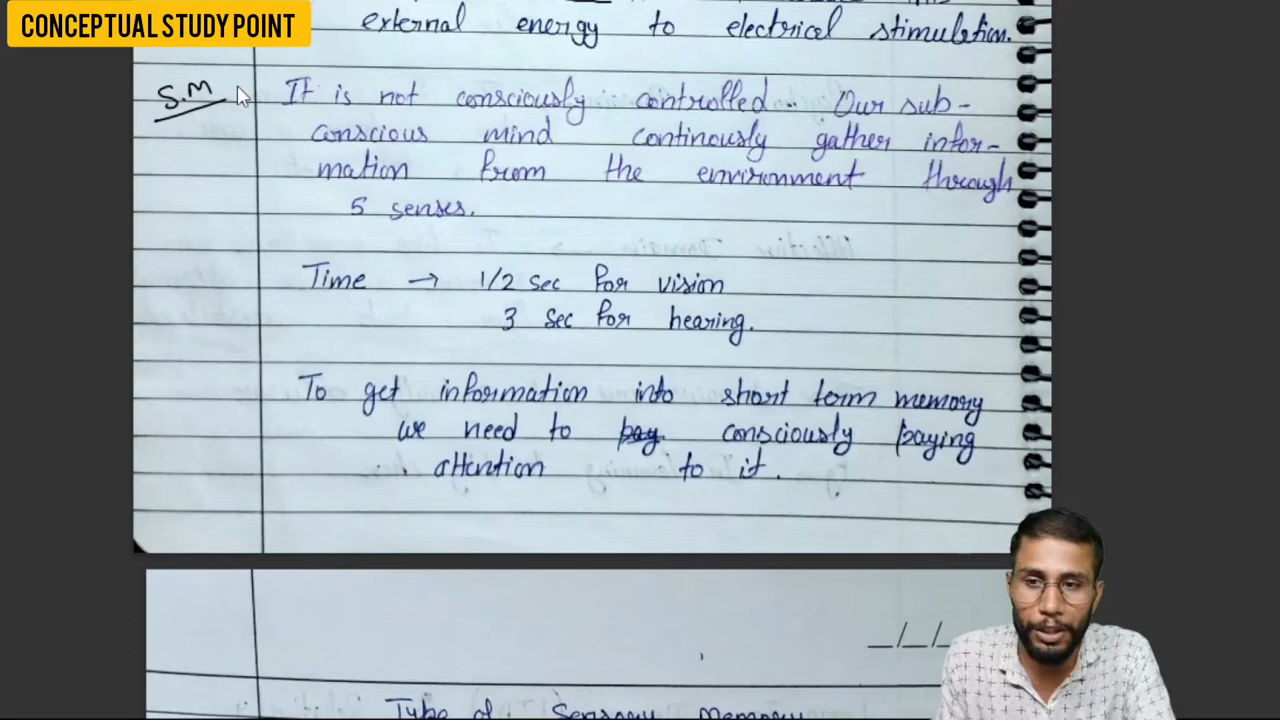 CONCEPTUAL STUDY POINT
external energy to electrical stimulation.
S.M
It is not consciously controlled.. Our sub-
conscious mind continously gather infor-
mation from the environment through
5 senses.
Time → 1/2 sec for vision
3 sec for hearing.
To get information into short term memory
we need to pay consciously paying
attention to it.
_/_/_
Type of Sensory Memory